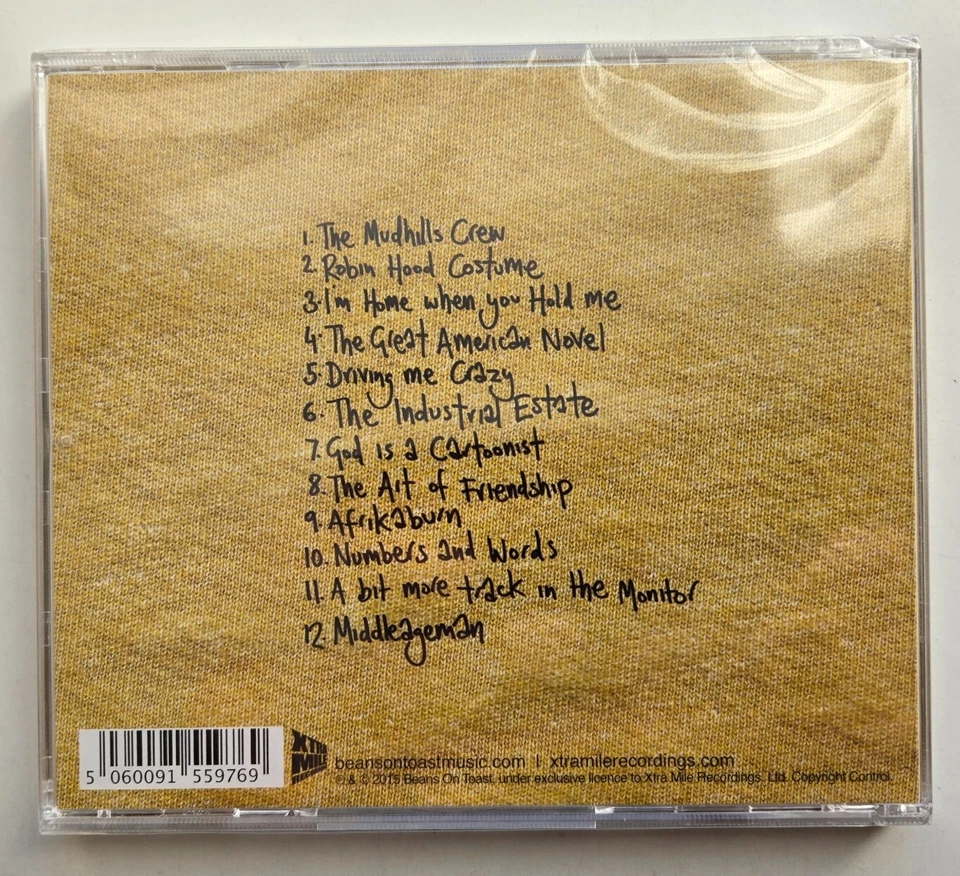 1. The Mudhills Crew
2. Robin Hood Costume
3. I'm Home when you Hold me
4. The Great American Novel
5. Driving me Crazy
6. The Industrial Estate
7. God is a Cartoonist
8. The Art of Friendship
9. Afrikaburn
10. Numbers and Words
11. A bit more track in the Monitor
12. Middleageman
XTRA
MILE
beansontoastmusic.com | xtramilerecordings.com
℗ & © 2015 Beans On Toast, under exclusive licence to Xtra Mile Recordings. Ltd. Copyright Control.
5 060091 559769